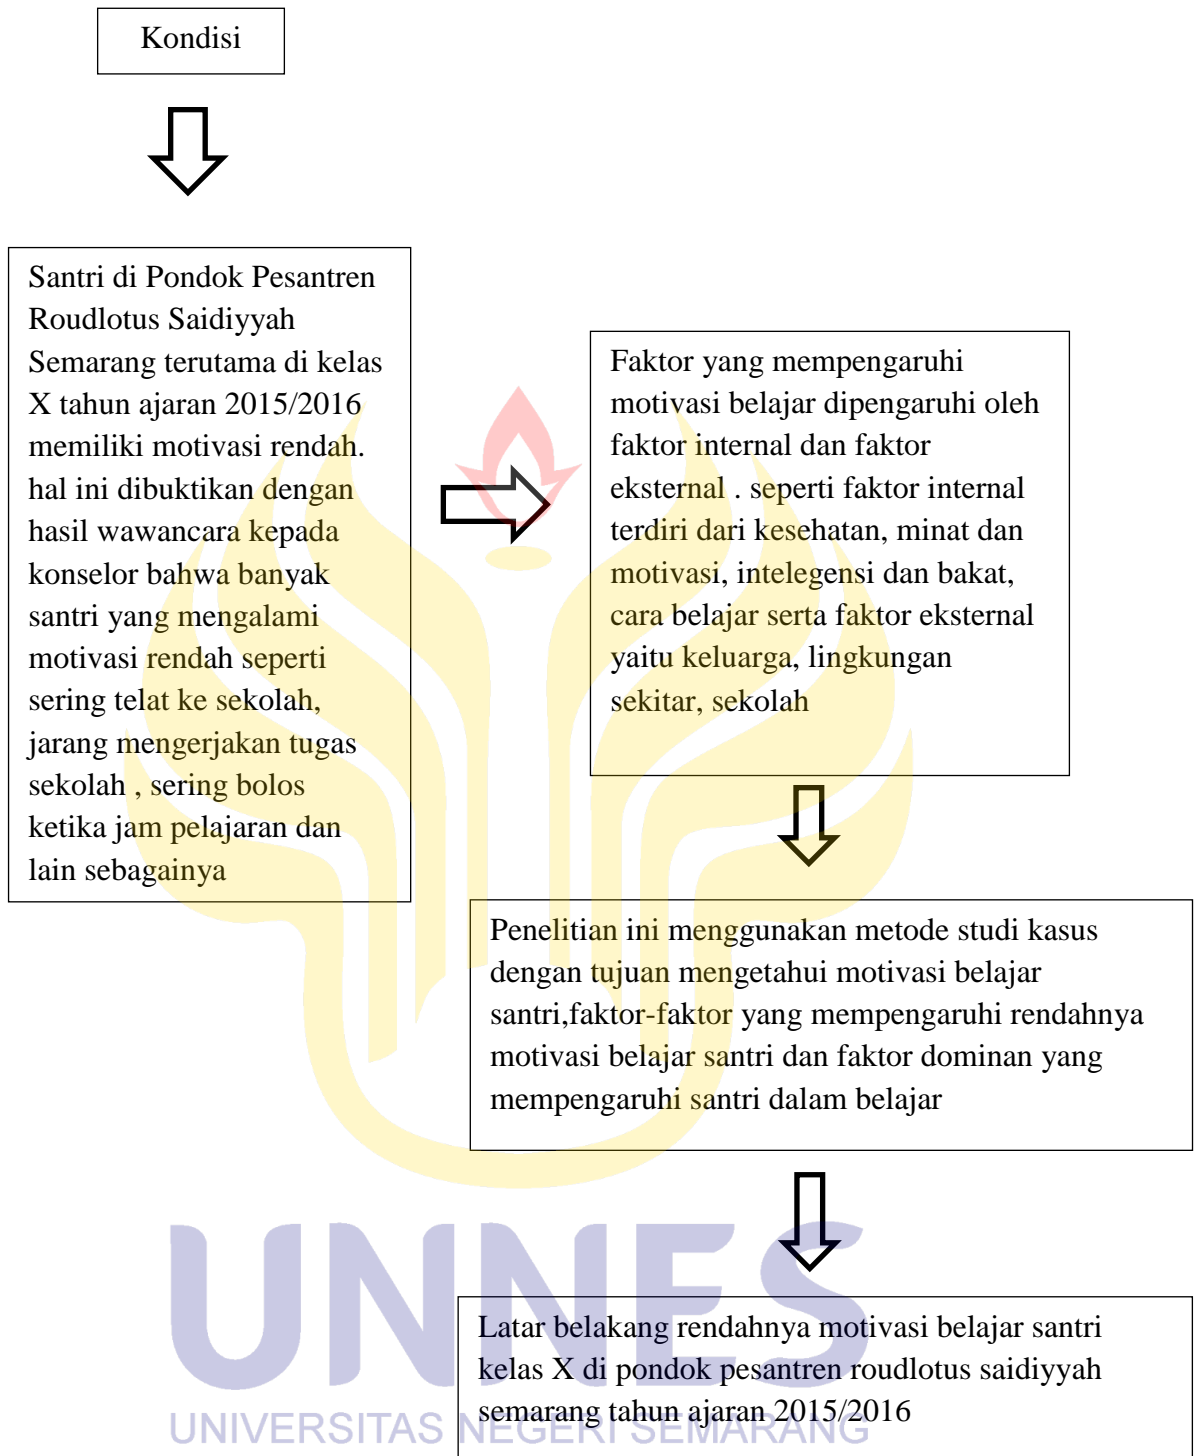 Kondisi
Santri di Pondok Pesantren
Roudlotus Saidiyyah
Semarang terutama di kelas
X tahun ajaran 2015/2016
memiliki motivasi rendah.
hal ini dibuktikan dengan
hasil wawancara kepada
konselor bahwa banyak
santri yang mengalami
motivasi rendah seperti
sering telat ke sekolah,
jarang mengerjakan tugas
sekolah , sering bolos
ketika jam pelajaran dan
lain sebagainya
Faktor yang mempengaruhi
motivasi belajar dipengaruhi oleh
faktor internal dan faktor
eksternal . seperti faktor internal
terdiri dari kesehatan, minat dan
motivasi, intelegensi dan bakat,
cara belajar serta faktor eksternal
yaitu keluarga, lingkungan
sekitar, sekolah
Penelitian ini menggunakan metode studi kasus
dengan tujuan mengetahui motivasi belajar
santri,faktor-faktor yang mempengaruhi rendahnya
motivasi belajar santri dan faktor dominan yang
mempengaruhi santri dalam belajar
Latar belakang rendahnya motivasi belajar santri
kelas X di pondok pesantren roudlotus saidiyyah
semarang tahun ajaran 2015/2016
UNNES
UNIVERSITAS NEGERI SEMARANG